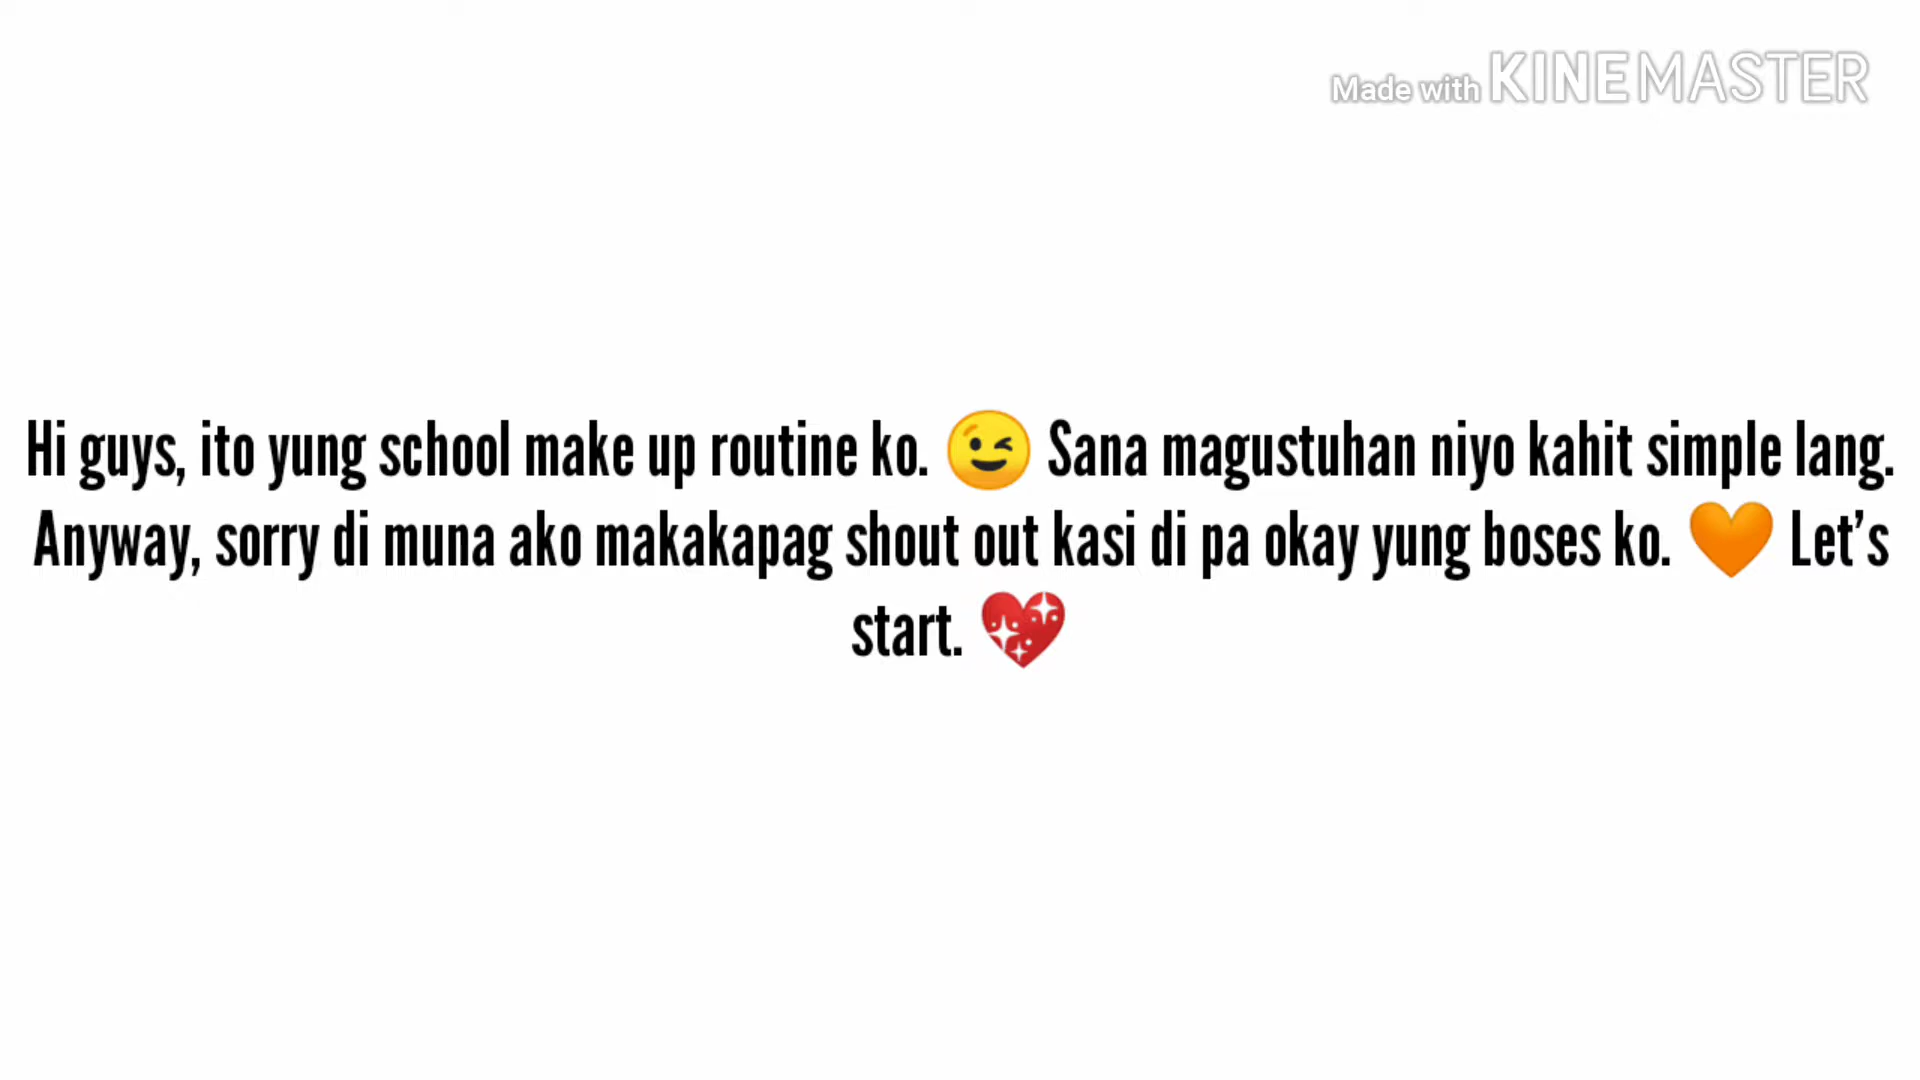 Made with KINEMASTER
Hi guys, ito yung school make up routine ko. 😉 Sana magustuhan niyo kahit simple lang.
Anyway, sorry di muna ako makakapag shout out kasi di pa okay yung boses ko. 🧡 Let's
start. 💖